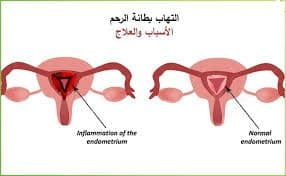 التهاب بطانة الرحم
الأسباب والعلاج
Inflammation of the
endometrium
Normal
endometrium